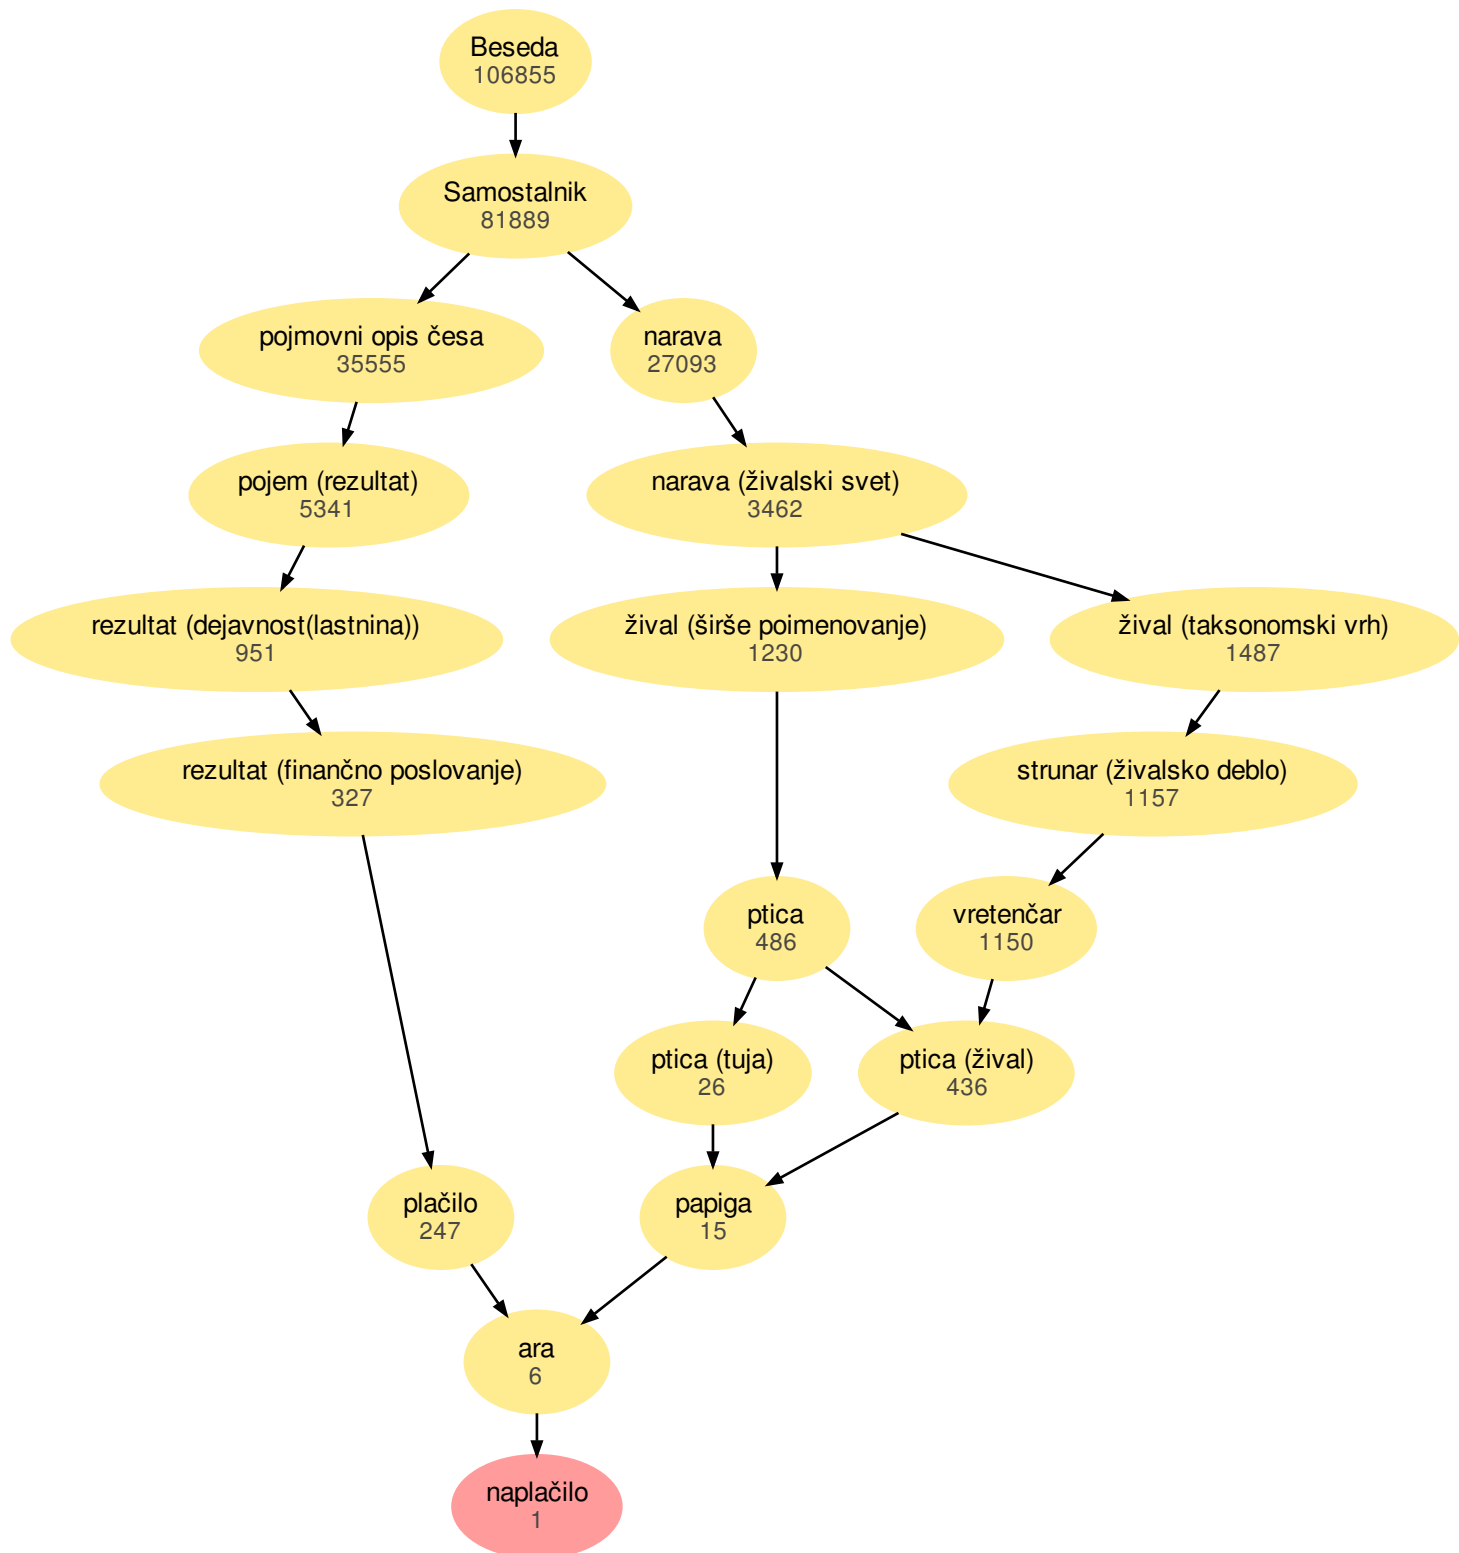 Beseda
106855
Samostalnik
81889
pojmovni opis česa
35555
narava
27093
pojem (rezultat)
5341
narava (živalski svet)
3462
rezultat (dejavnost(lastnina))
951
žival (širše poimenovanje)
1230
žival (taksonomski vrh)
1487
rezultat (finančno poslovanje)
327
strunar (živalsko deblo)
1157
ptica
486
vretenčar
1150
ptica (tuja)
26
ptica (žival)
436
plačilo
247
papiga
15
ara
6
naplačilo
1